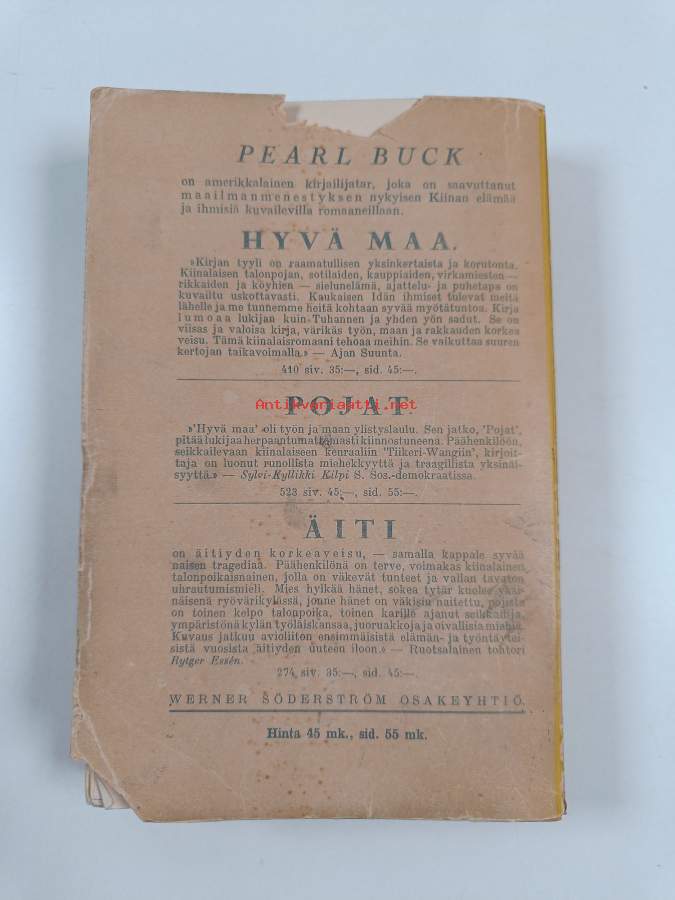 PEARL BUCK
on amerikkalainen kirjailijatar, joka on saavuttanut
maailmanmenestyksen nykyisen Kiinan elämää
ja ihmisiä kuvailevilla romaaneillaan.
HYVÄ MAA.
»Kirjan tyyli on raamatullisen yksinkertaista ja korutonta.
Kiinalaisen talonpojan, sotilaiden, kauppiaiden, virkamiesten —
rikkaiden ja köyhien — sielunelämä, ajattelu- ja puhetapa on
kuvailtu uskottavasti. Kaukaisen Idän ihmiset tulevat meitä
lähelle ja me tunnemme heitä kohtaan syvää myötätuntoa. Kirja
lumoaa lukijan kuin Tuhannen ja yhden yön sadut. Se on
viisas ja valoisa kirja, värikäs työn, maan ja rakkauden korkea
veisu. Tämä kiinalaisromaani tehoaa meihin. Se vaikuttaa suuren
kertojan taikavoimalla.» — Ajan Suunta.
410 siv. 35:—, sid. 45:—.
POJAT.
Antikvariaatti.net
»'Hyvä maa' oli työn ja maan ylistyslaulu. Sen jatko, 'Pojat',
pitää lukijaa herpaantumattomasti kiinnostuneena. Päähenkilöön,
seikkailevaan kiinalaiseen kenraaliin 'Tiikeri-Wangiin', kirjoit-
taja on luonut runollista miehekkyyttä ja traagillista yksinäi-
syyttä.» — Sylvi-Kyllikki Kilpi S. Sos.-demokraatissa.
523 siv. 45:—, sid. 55:—.
ÄITI
on äitiyden korkeaveisu, — samalla kappale syvää
naisen tragediaa. Päähenkilönä on terve, voimakas kiinalainen
talonpoikaisnainen, jolla on väkevät tunteet ja vallan tavaton
uhrautumismieli. Mies hylkää hänet, sokea tytär kuolee yksi-
näisenä ryövärikylässä, jonne hänet on väkisin naitettu, pojista
on toinen kelpo talonpoika, toinen karille ajanut seikkailija,
ympäristönä kylän työläiskansaa, juoruakkoja ja oivallisia miehiä.
Kuvaus jatkuu avioliiton ensimmäisistä elämän- ja työntäytei-
sistä vuosista äitiyden uuteen iloon.» — Ruotsalainen tohtori
Rytger Essén.
274 siv. 35:—, sid. 45:—.
WERNER SÖDERSTRÖM OSAKEYHTIÖ.
Hinta 45 mk., sid. 55 mk.